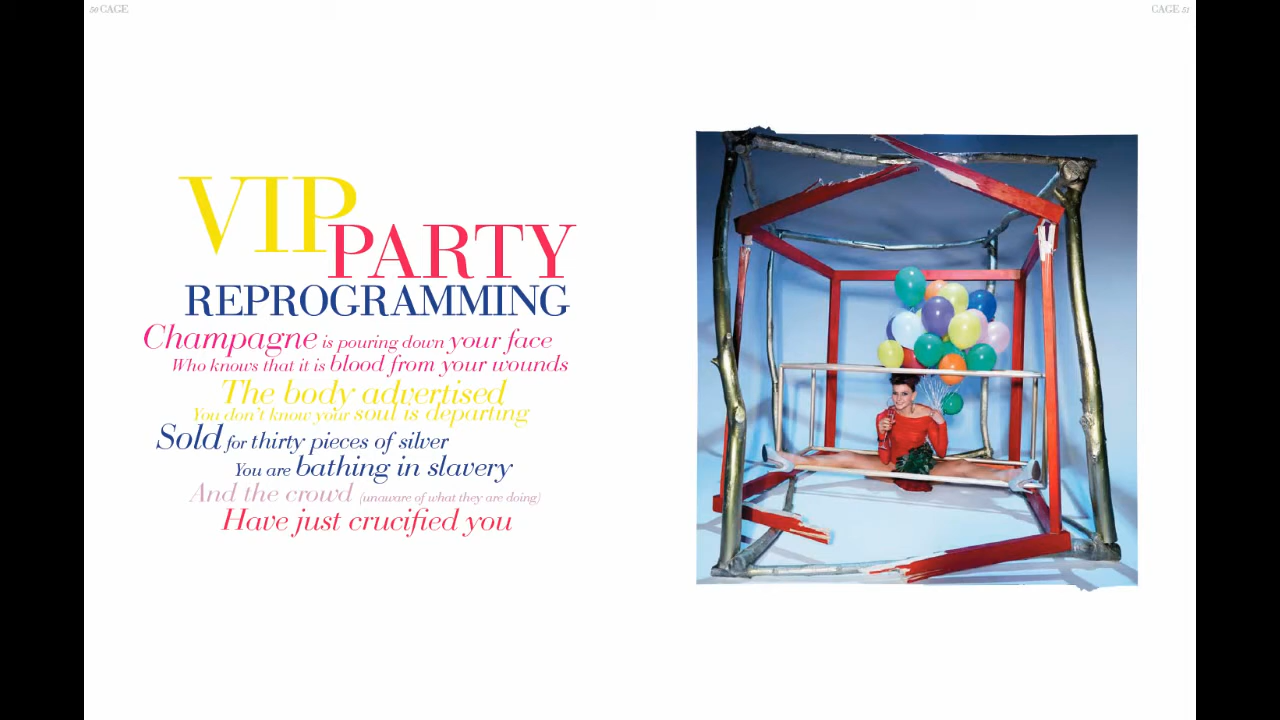 50 CAGE
CAGE 51
VIP
PARTY
REPROGRAMMING
Champagne is pouring down your face
Who knows that it is blood from your wounds
The body advertised
You don't know your soul is departing
Sold for thirty pieces of silver
You are bathing in slavery
And the crowd (unaware of what they are doing)
Have just crucified you